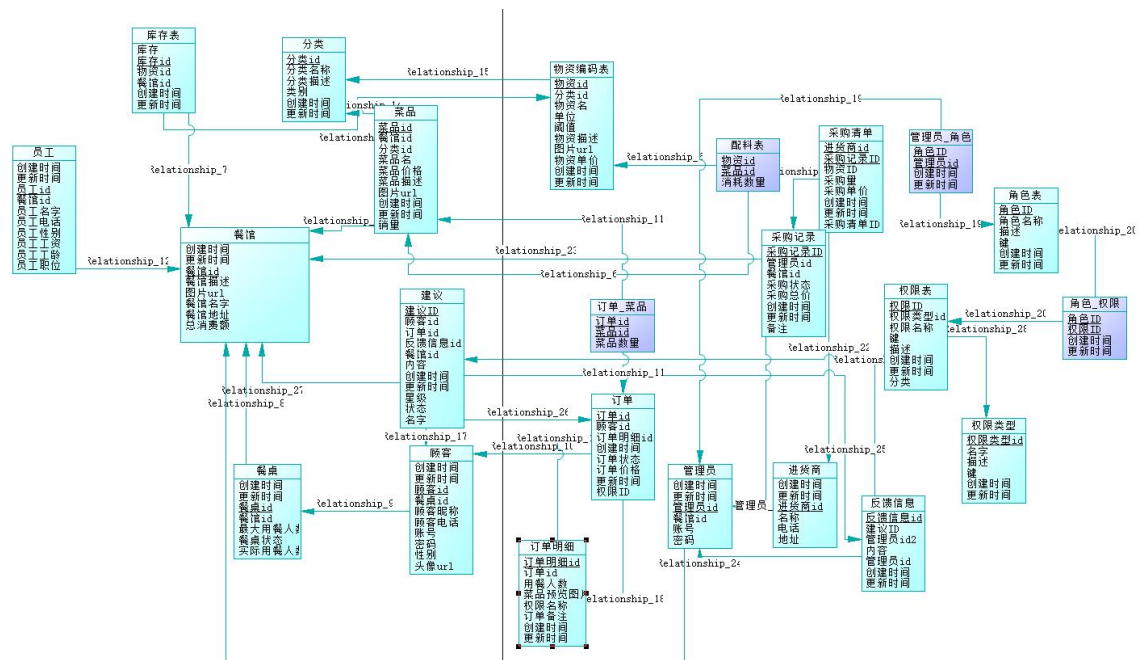 库存表
库存
库存id
物资id
餐馆id
创建时间
更新时间
分类
分类id
分类名称
分类描述
类别
创建时间
更新时间
Relationship_15
物资编码表
物资id
分类id
物资名
单位
阈值
物资描述
图片url
物资单价
创建时间
更新时间
菜品
菜品id
餐馆id
分类id
菜品名
菜品价格
菜品描述
图片url
创建时间
更新时间
销量
员工
创建时间
更新时间
员工id
餐馆id
员工名字
员工电话
员工性别
员工工资
员工工龄
员工职位
Relationship_7
Relationship_12
餐馆
创建时间
更新时间
餐馆id
餐馆描述
图片url
餐馆名字
餐馆地址
总消费额
配料表
物资id
菜品id
消耗数量
采购清单
进货商id
采购记录ID
物资ID
采购量
采购单价
创建时间
更新时间
采购清单ID
Relationship_19
管理员_角色
角色ID
管理员id
创建时间
更新时间
Relationship_19
角色表
角色ID
角色名称
描述
键
创建时间
更新时间
Relationship_20
Relationship_11
Relationship_23
Relationship_6
采购记录
采购记录ID
管理员id
餐馆id
采购状态
采购总价
创建时间
更新时间
备注
权限表
权限ID
权限类型id
权限名称
键
描述
创建时间
更新时间
分类
角色_权限
角色ID
权限ID
创建时间
更新时间
Relationship_20
Relationship_28
建议
建议ID
顾客id
订单id
反馈信息id
餐馆id
内容
创建时间
更新时间
星级
状态
名字
订单_菜品
订单id
菜品id
菜品数量
Relationship_22
Relationship_11
Relationship_27
Relationship_8
Relationship_26
Relationship_17
订单
订单id
顾客id
订单明细id
创建时间
订单状态
订单价格
更新时间
权限ID
权限类型
权限类型id
名字
描述
键
创建时间
更新时间
餐桌
创建时间
更新时间
餐桌id
餐馆id
最大用餐人数
餐桌状态
实际用餐人数
Relationship_9
顾客
创建时间
更新时间
顾客id
餐桌id
顾客昵称
顾客电话
账号
密码
性别
头像url
管理员
创建时间
更新时间
管理员id
餐馆id
账号
密码
管理员_
进货商
创建时间
更新时间
进货商id
名称
电话
地址
Relationship_25
反馈信息
反馈信息id
建议ID
管理员id2
内容
管理员id
创建时间
更新时间
Relationship_24
订单明细
订单明细id
订单id
用餐人数
菜品预览图片
权限名称
订单备注
创建时间
更新时间
Relationship_18